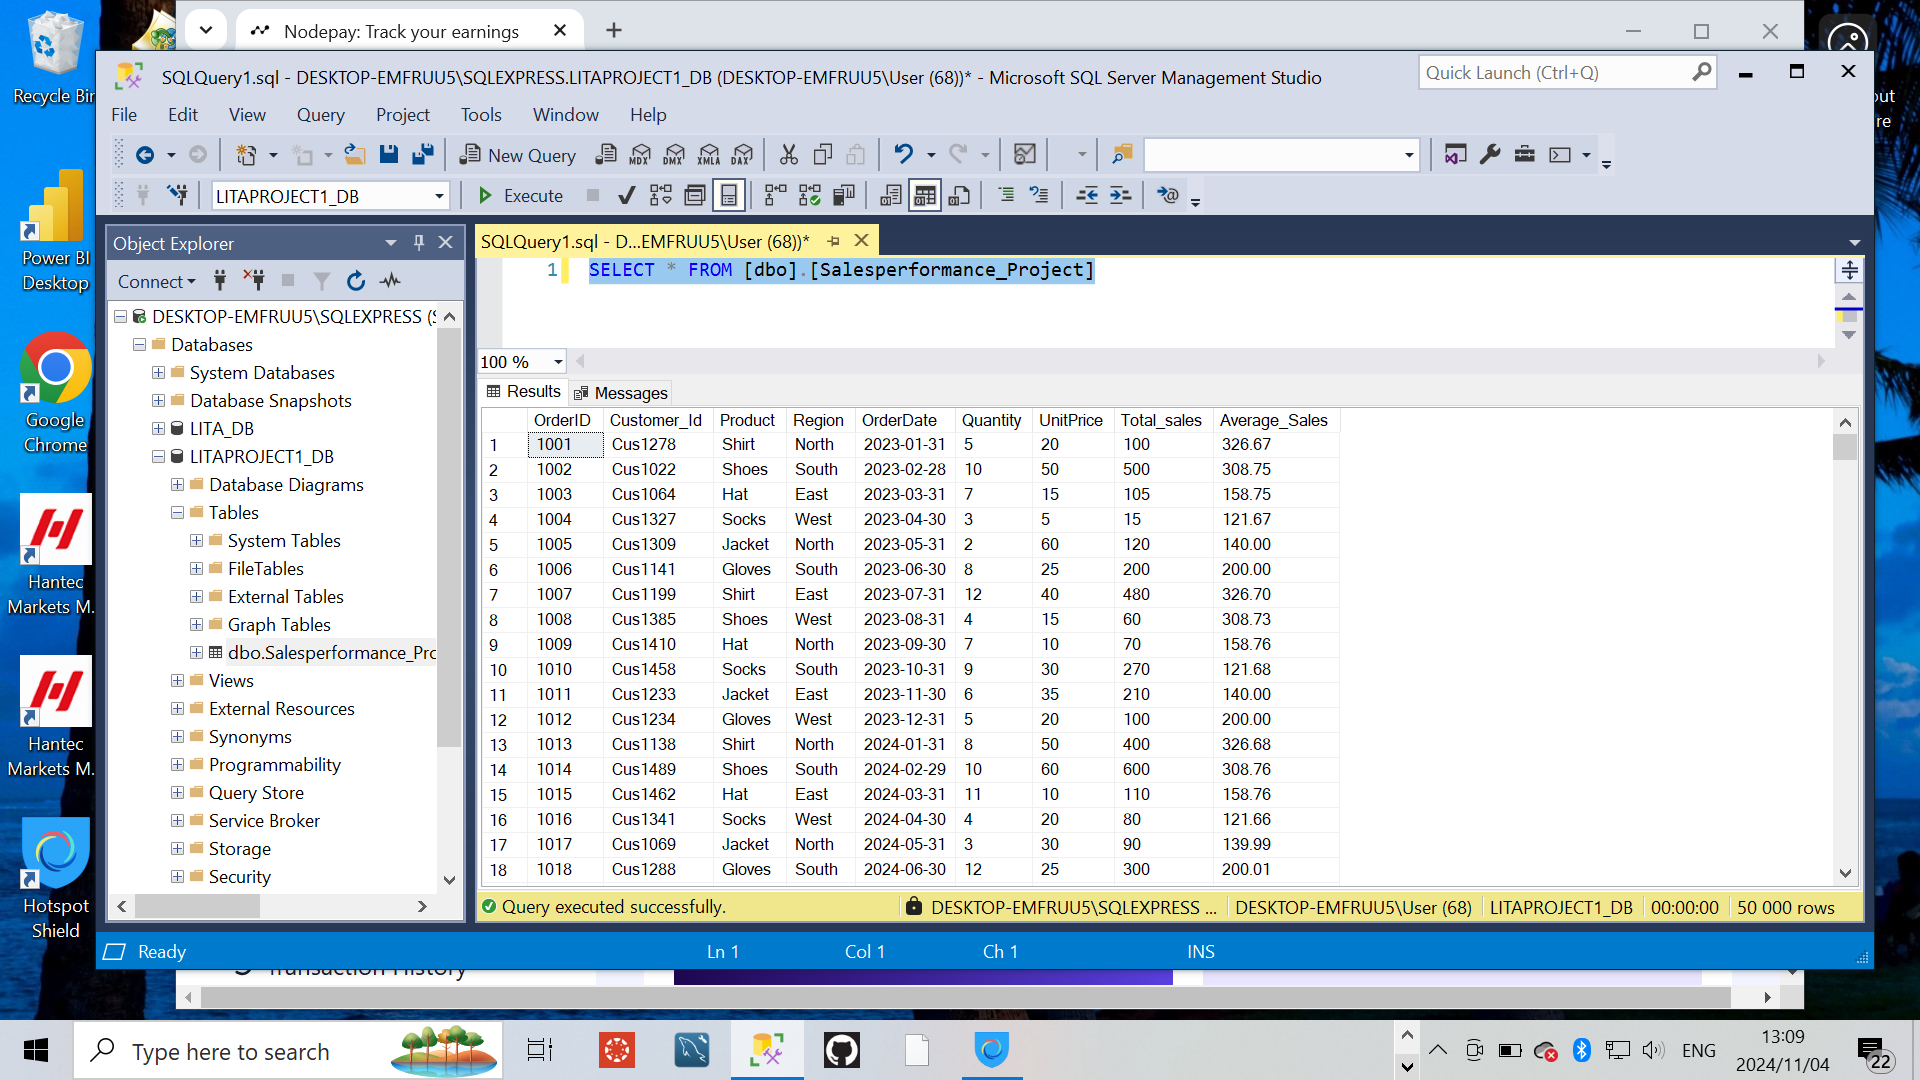 Recycle Bin
Nodepay: Track your earnings
SQLQuery1.sql - DESKTOP-EMFRUU5\SQLEXPRESS.LITAPROJECT1_DB (DESKTOP-EMFRUU5\User (68))* - Microsoft SQL Server Management Studio
Quick Launch (Ctrl+Q)
out
re
File Edit View Query Project Tools Window Help
New Query MDX DMX XMLA DAX
LITAPROJECT1_DB Execute
Object Explorer
Connect
DESKTOP-EMFRUU5\SQLEXPRESS (S
Databases
System Databases
Database Snapshots
LITA_DB
LITAPROJECT1_DB
Database Diagrams
Tables
System Tables
FileTables
External Tables
Graph Tables
dbo.Salesperformance_Pro
Views
External Resources
Synonyms
Programmability
Query Store
Service Broker
Storage
Security
Power BI
Desktop
Google
Chrome
Hantec
Markets M.
Hantec
Markets M.
Hotspot
Shield
SQLQuery1.sql - D...EMFRUU5\User (68))*
1 SELECT * FROM [dbo].[Salesperformance_Project]
100 %
Results Messages
OrderID Customer_Id Product Region OrderDate Quantity UnitPrice Total_sales Average_Sales
1 1001 Cus1278 Shirt North 2023-01-31 5 20 100 326.67
2 1002 Cus1022 Shoes South 2023-02-28 10 50 500 308.75
3 1003 Cus1064 Hat East 2023-03-31 7 15 105 158.75
4 1004 Cus1327 Socks West 2023-04-30 3 5 15 121.67
5 1005 Cus1309 Jacket North 2023-05-31 2 60 120 140.00
6 1006 Cus1141 Gloves South 2023-06-30 8 25 200 200.00
7 1007 Cus1199 Shirt East 2023-07-31 12 40 480 326.70
8 1008 Cus1385 Shoes West 2023-08-31 4 15 60 308.73
9 1009 Cus1410 Hat North 2023-09-30 7 10 70 158.76
10 1010 Cus1458 Socks South 2023-10-31 9 30 270 121.68
11 1011 Cus1233 Jacket East 2023-11-30 6 35 210 140.00
12 1012 Cus1234 Gloves West 2023-12-31 5 20 100 200.00
13 1013 Cus1138 Shirt North 2024-01-31 8 50 400 326.68
14 1014 Cus1489 Shoes South 2024-02-29 10 60 600 308.76
15 1015 Cus1462 Hat East 2024-03-31 11 10 110 158.76
16 1016 Cus1341 Socks West 2024-04-30 4 20 80 121.66
17 1017 Cus1069 Jacket North 2024-05-31 3 30 90 139.99
18 1018 Cus1288 Gloves South 2024-06-30 12 25 300 200.01
Query executed successfully. DESKTOP-EMFRUU5\SQLEXPRESS ... DESKTOP-EMFRUU5\User (68) LITAPROJECT1_DB 00:00:00 50 000 rows
Ready Ln 1 Col 1 Ch 1 INS
Transaction History
Type here to search
ENG
13:09
2024/11/04
22